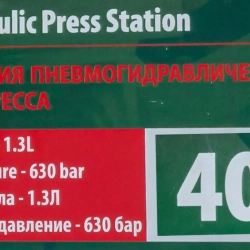 ulic Press Station
ИЯ ПНЕВМОГИДРАВЛИЧЕ
РЕССА
1.3L
ure - 630 bar
ла - 1.3Л
давление - 630 бар
40